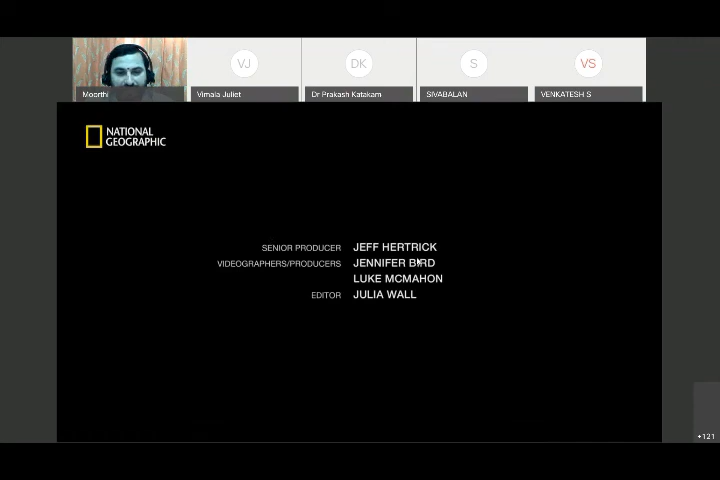 VJ
DK
S
VS
Moorthi
Vimala Juliet
Dr Prakash Katakam
SIVABALAN
VENKATESH S
NATIONAL
GEOGRAPHIC
SENIOR PRODUCER JEFF HERTRICK
VIDEOGRAPHERS/PRODUCERS JENNIFER BIRD
LUKE MCMAHON
EDITOR JULIA WALL
+121